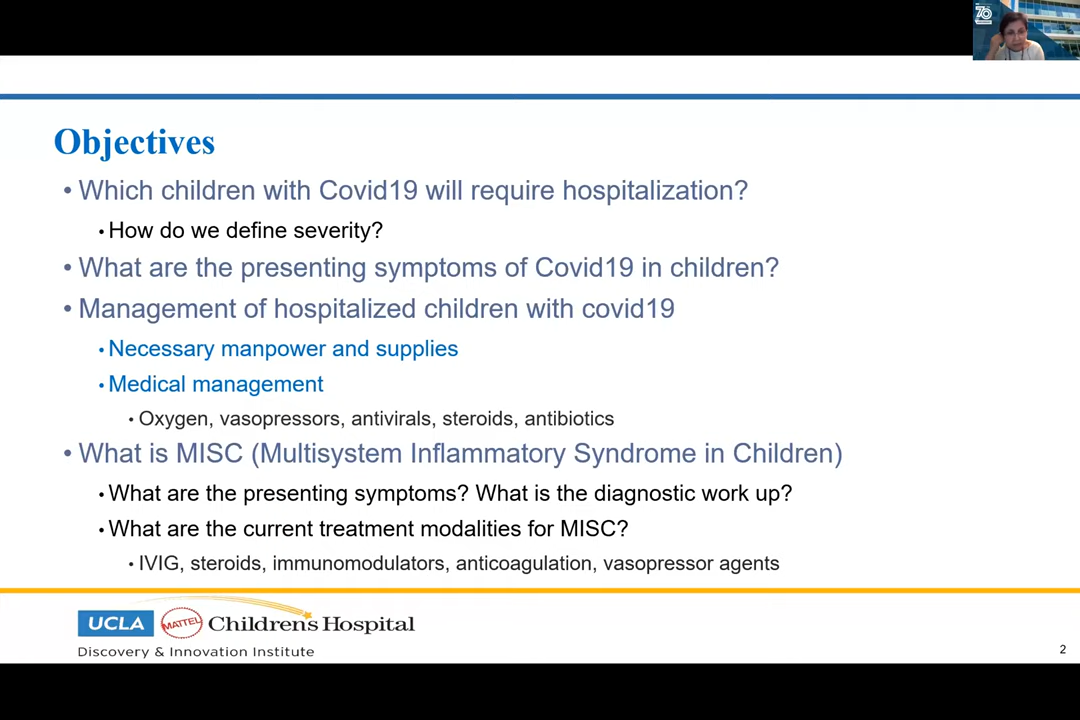 70
Objectives
• Which children with Covid19 will require hospitalization?
• How do we define severity?
• What are the presenting symptoms of Covid19 in children?
• Management of hospitalized children with covid19
• Necessary manpower and supplies
• Medical management
• Oxygen, vasopressors, antivirals, steroids, antibiotics
• What is MISC (Multisystem Inflammatory Syndrome in Children)
• What are the presenting symptoms? What is the diagnostic work up?
• What are the current treatment modalities for MISC?
• IVIG, steroids, immunomodulators, anticoagulation, vasopressor agents
UCLA MATTEL Childrens Hospital
Discovery & Innovation Institute
2